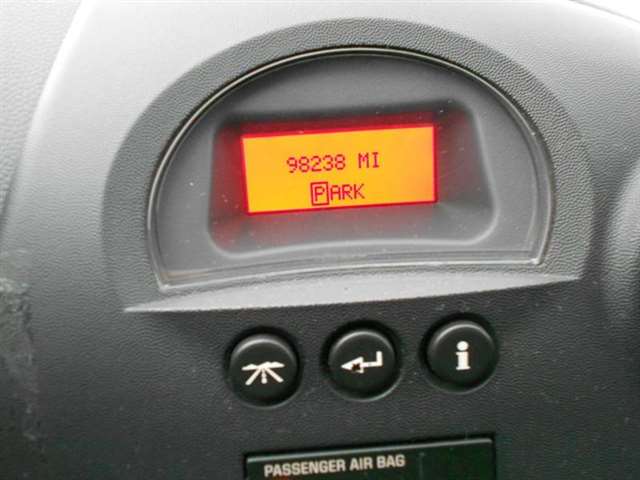 98238 MI
PARK
i
PASSENGER AIR BAG